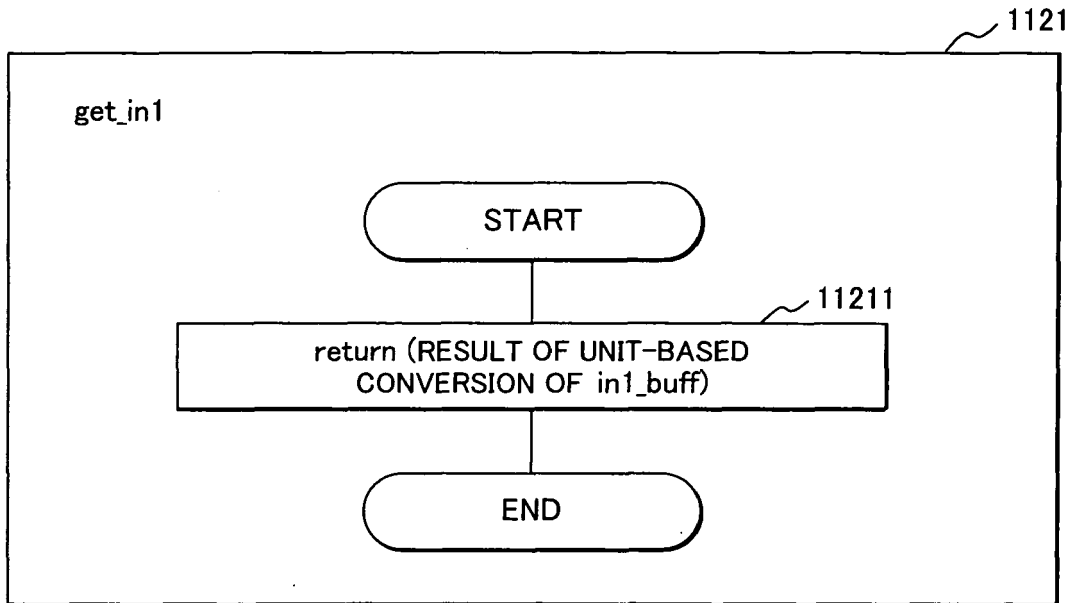 1121
get_in1
START
11211
return (RESULT OF UNIT-BASED
CONVERSION OF in1_buff)
END